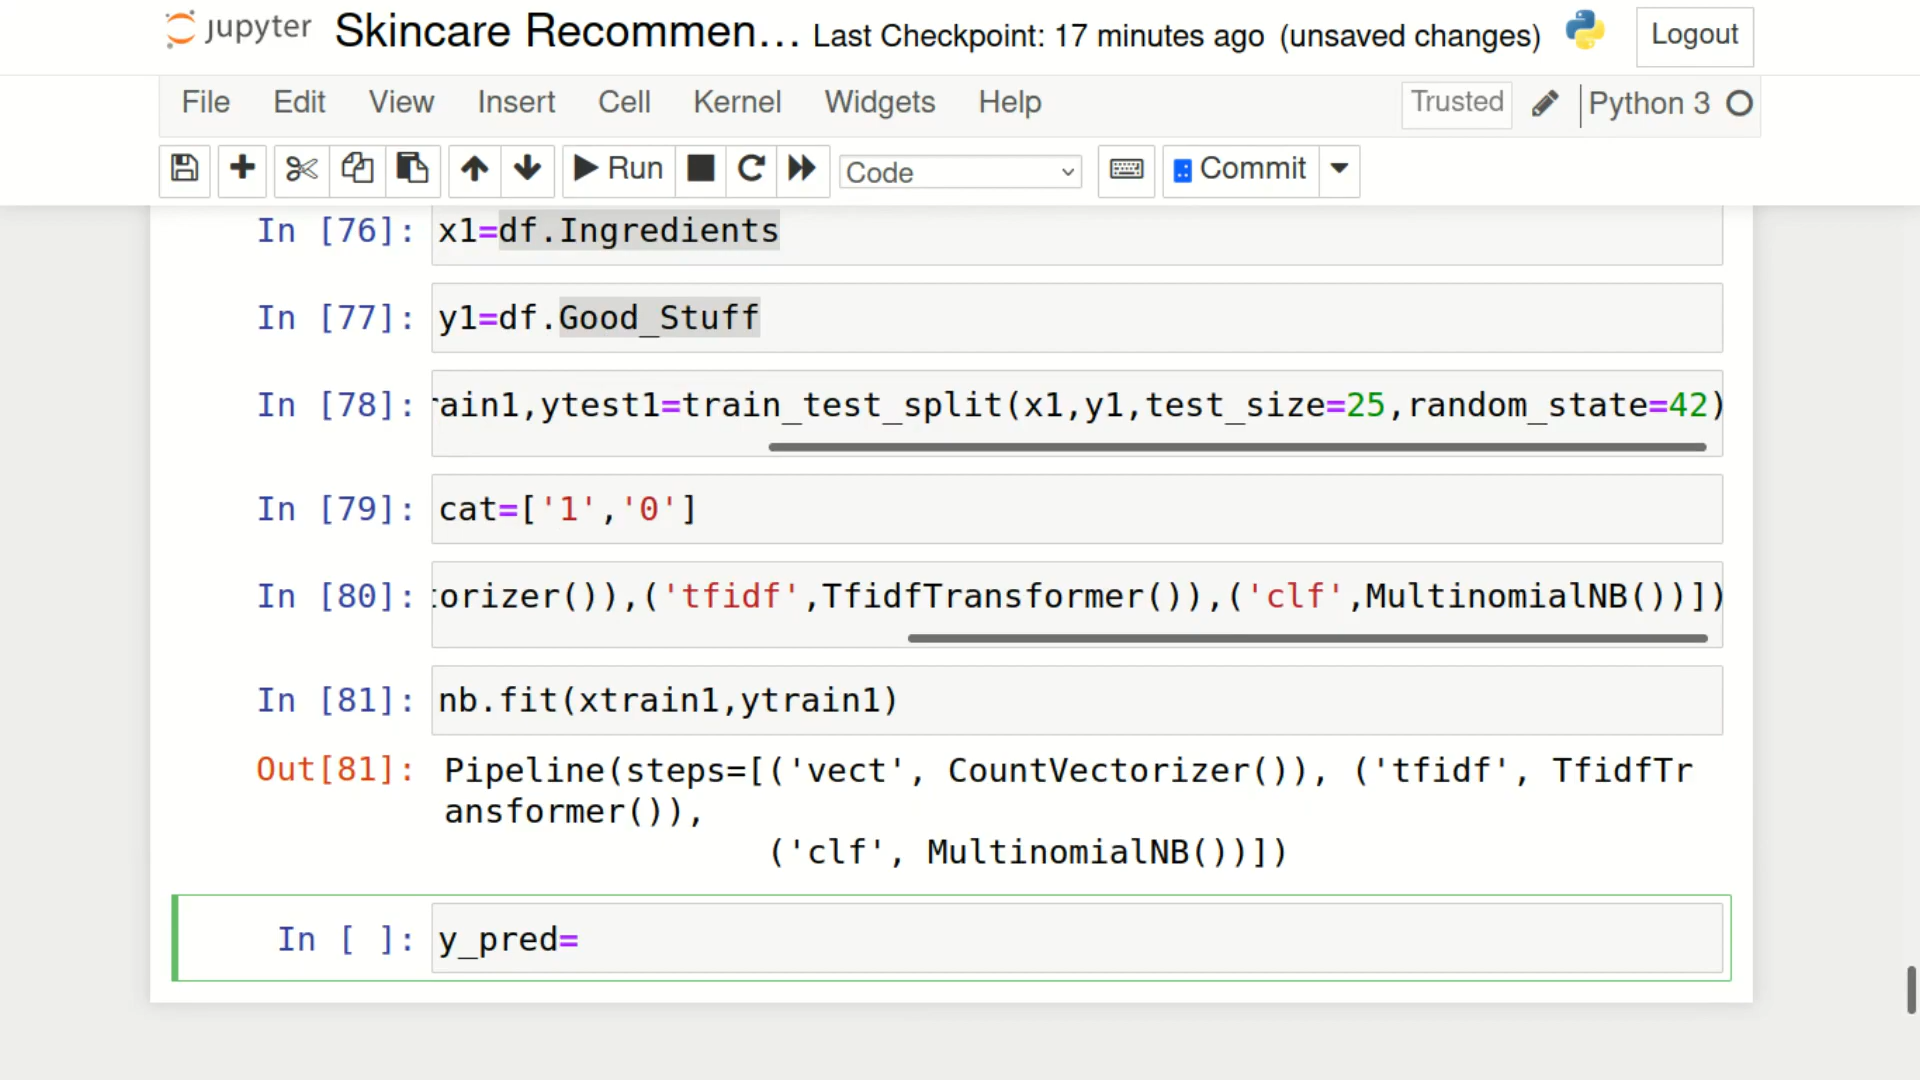 jupyter Skincare Recommen... Last Checkpoint: 17 minutes ago (unsaved changes) Logout
File Edit View Insert Cell Kernel Widgets Help Trusted Python 3
Run Code Commit
In [76]: x1=df.Ingredients
In [77]: y1=df.Good_Stuff
In [78]: rain1,ytest1=train_test_split(x1,y1,test_size=25,random_state=42)
In [79]: cat=['1','0']
In [80]: orizer()),('tfidf',TfidfTransformer()),('clf',MultinomialNB())])
In [81]: nb.fit(xtrain1,ytrain1)
Out[81]: Pipeline(steps=[('vect', CountVectorizer()), ('tfidf', TfidfTr
ansformer()),
('clf', MultinomialNB())])
In [ ]: y_pred=